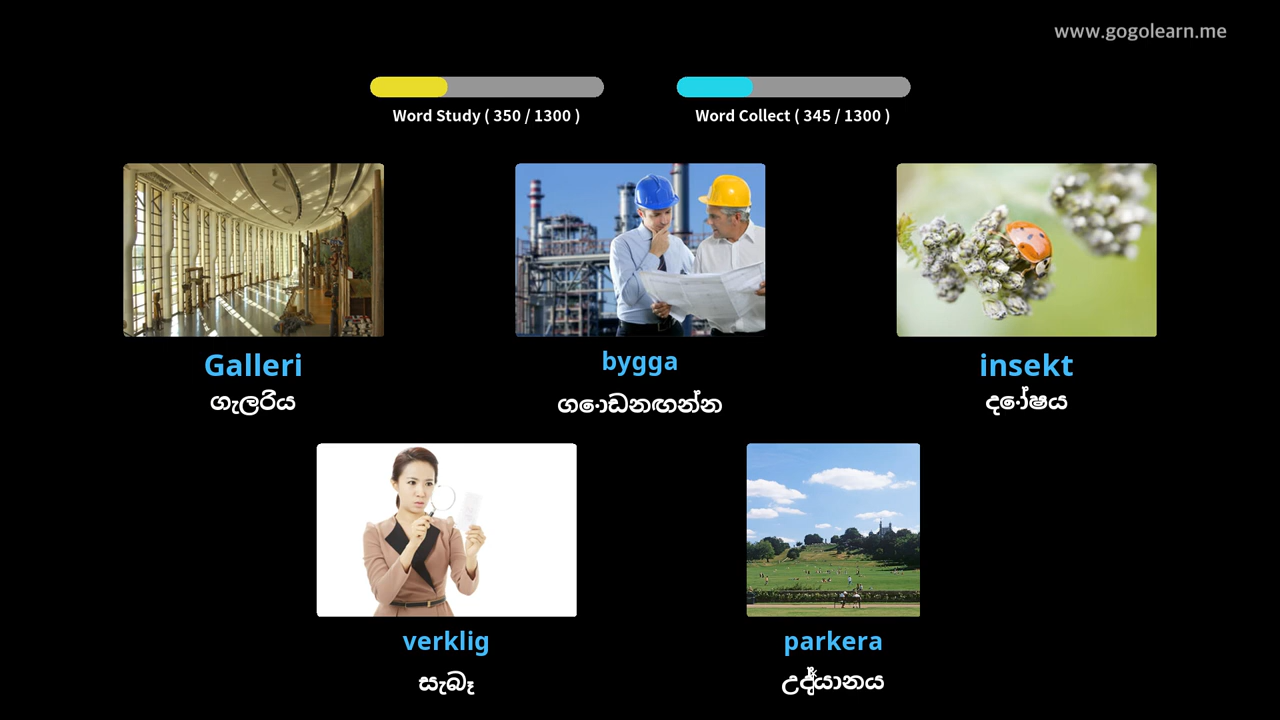 www.gogolearn.me
Word Study ( 350 / 1300 )
Word Collect ( 345 / 1300 )
Galleri
ගැලරිය
bygga
ගොඩනඟන්න
insekt
දෝෂය
verklig
සැබෑ
parkera
උද්‍යානය